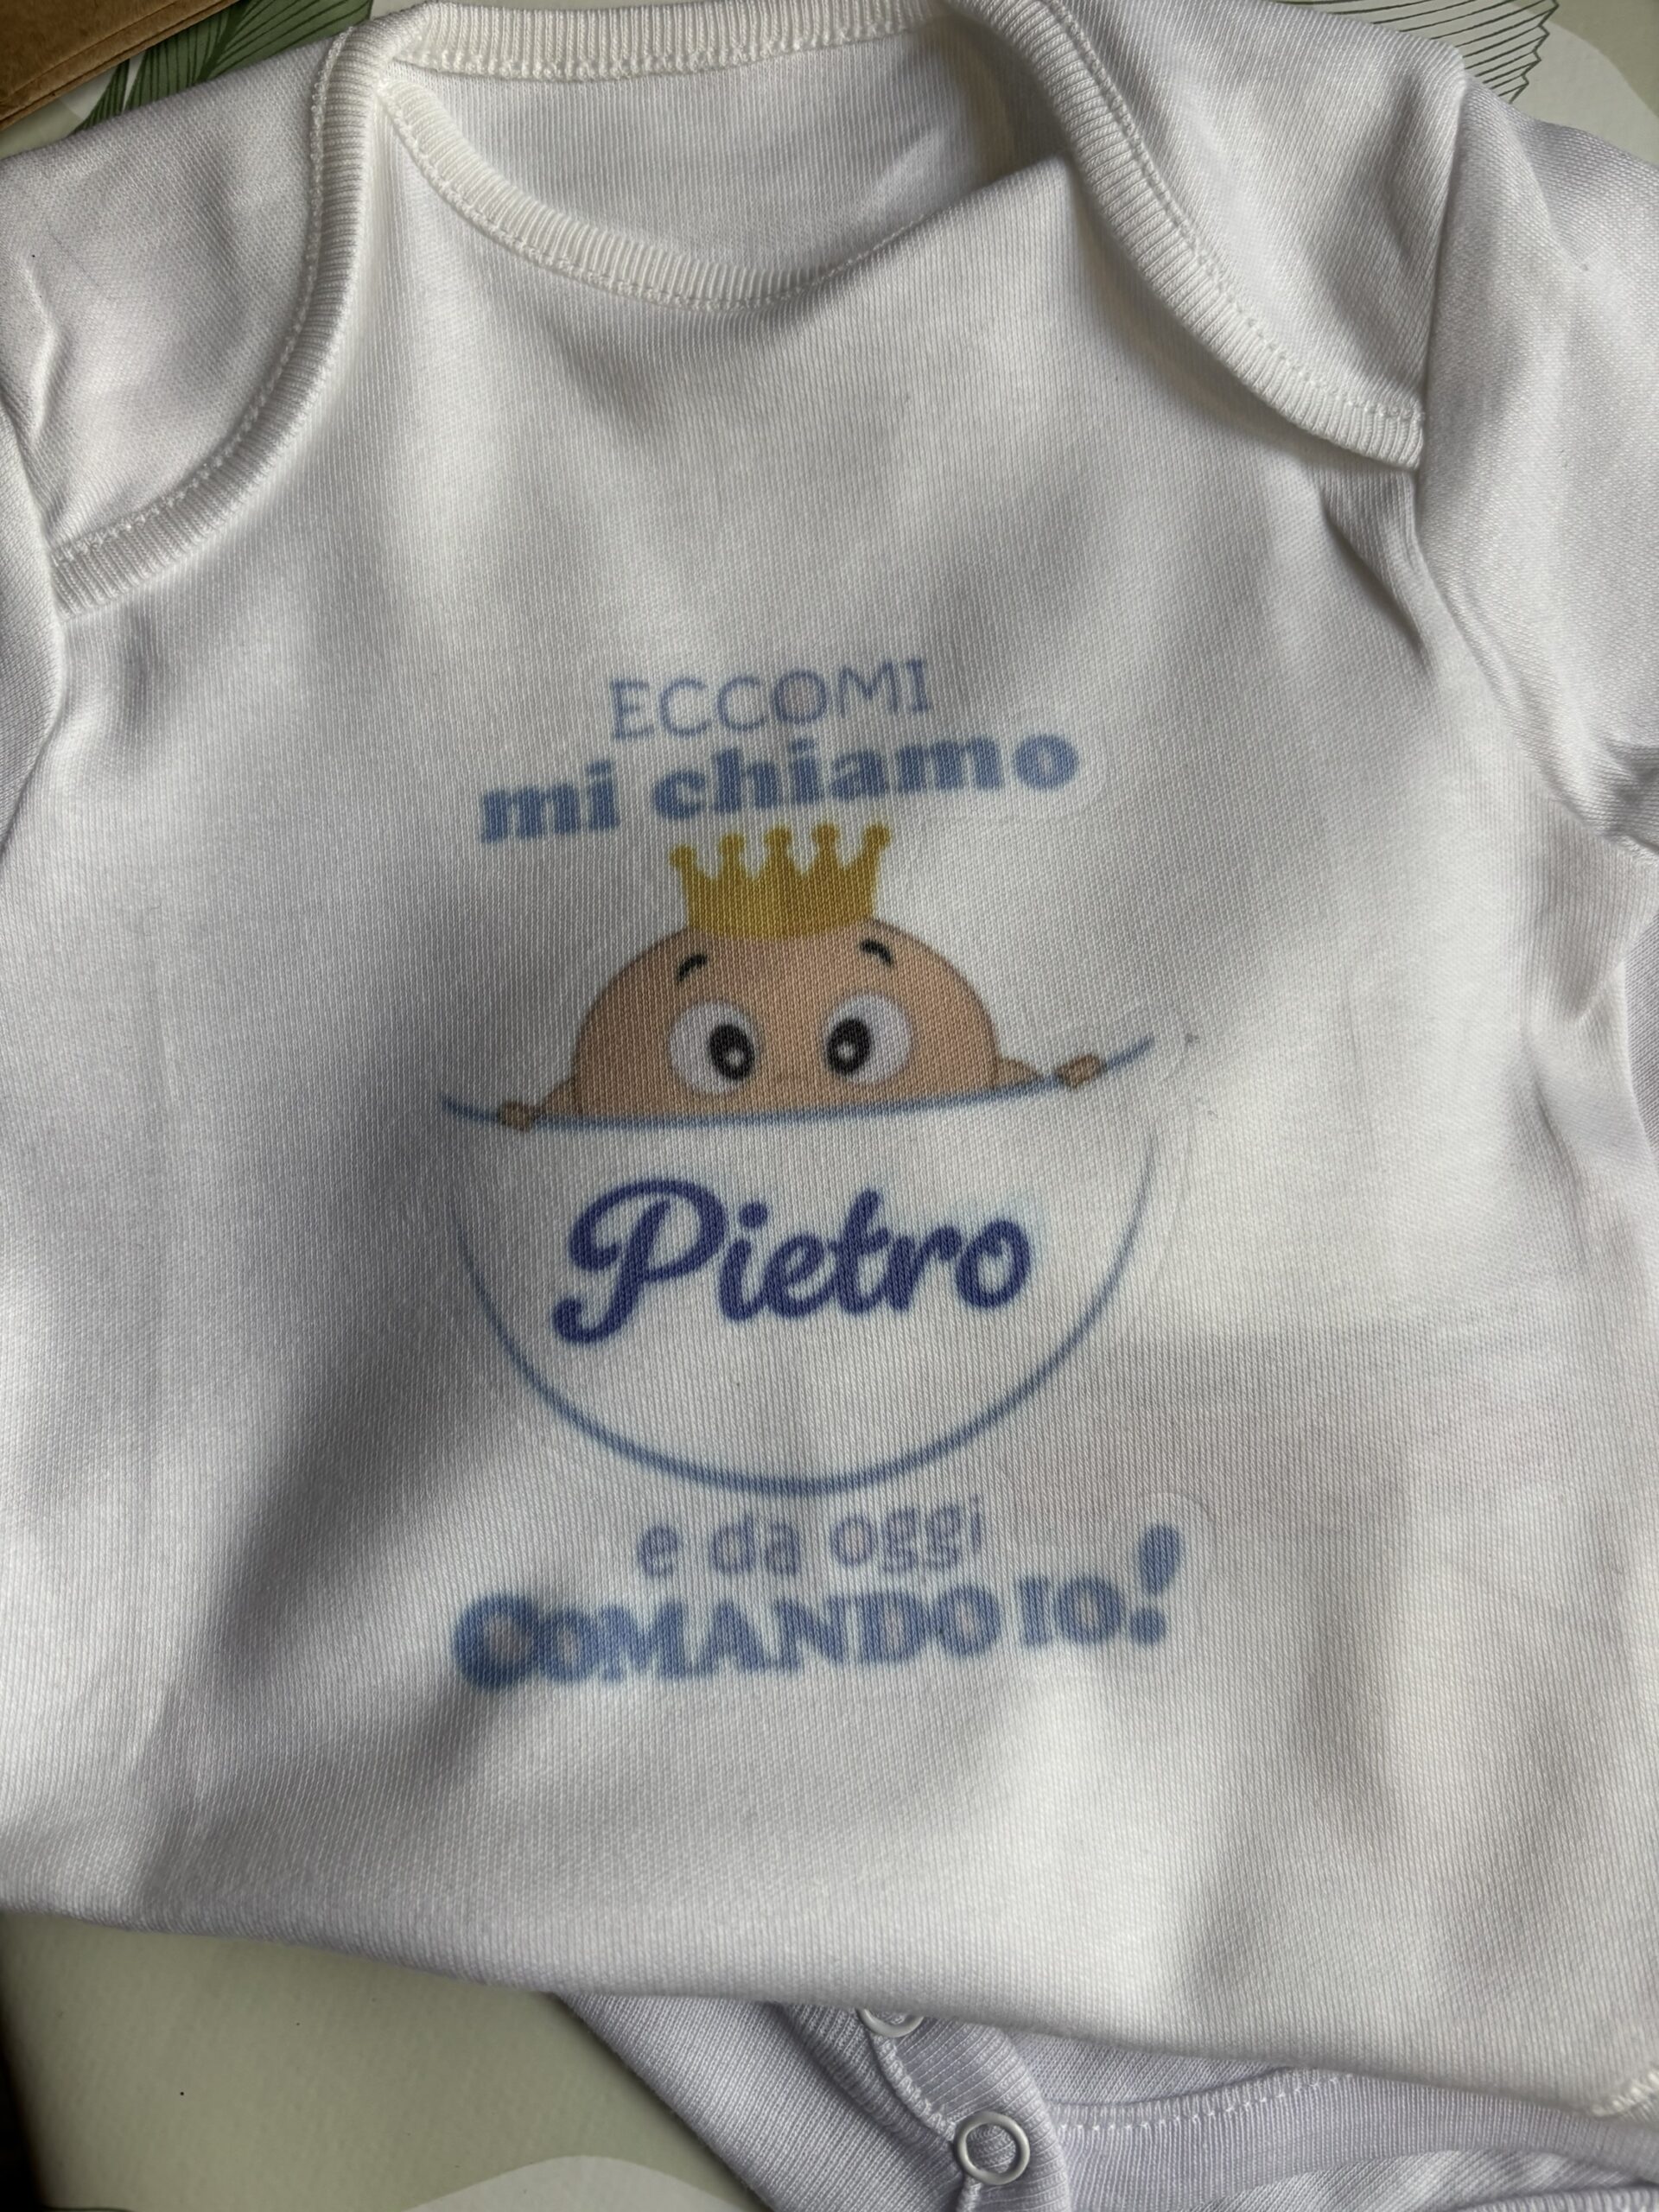 ECCOMI
mi chiamo
Pietro
e da oggi
COMANDO IO!